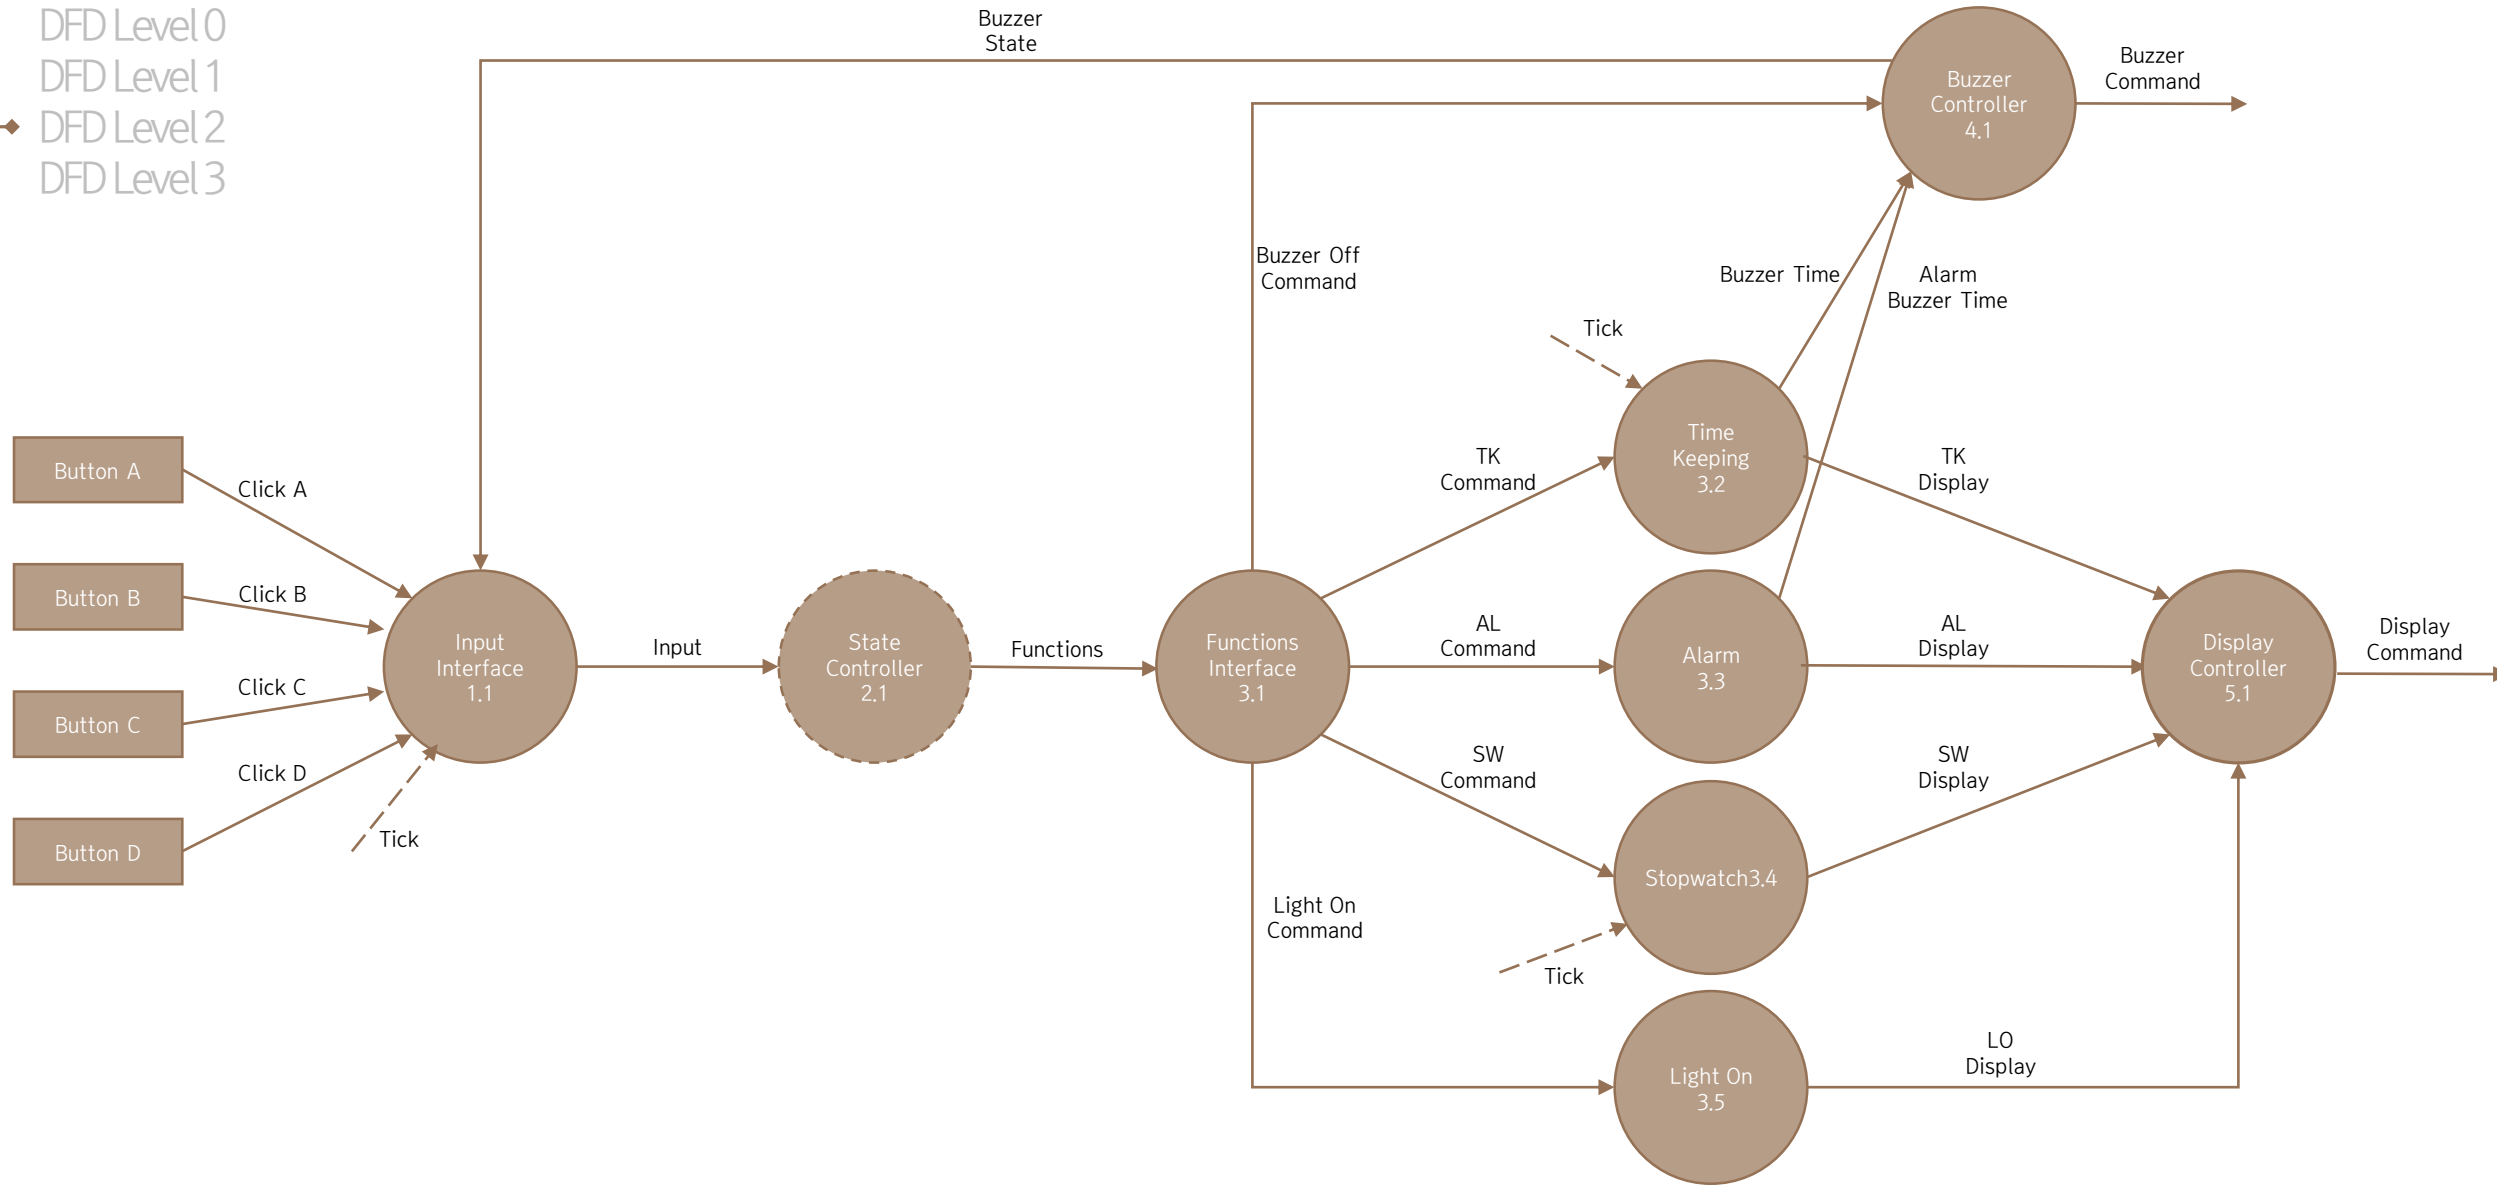 DFD Level 0
DFD Level 1
DFD Level 2
DFD Level 3
Buzzer
State
Buzzer
Controller
4.1
Buzzer
Command
Buzzer Off
Command
Buzzer Time
Alarm
Buzzer Time
Tick
Time
Keeping
3.2
TK
Command
TK
Display
Button A
Click A
Button B
Click B
Button C
Click C
Button D
Click D
Tick
Input
Interface
1.1
Input
State
Controller
2.1
Functions
Functions
Interface
3.1
AL
Command
Alarm
3.3
AL
Display
Display
Controller
5.1
Display
Command
SW
Command
SW
Display
Stopwatch3.4
Tick
Light On
Command
Light On
3.5
LO
Display